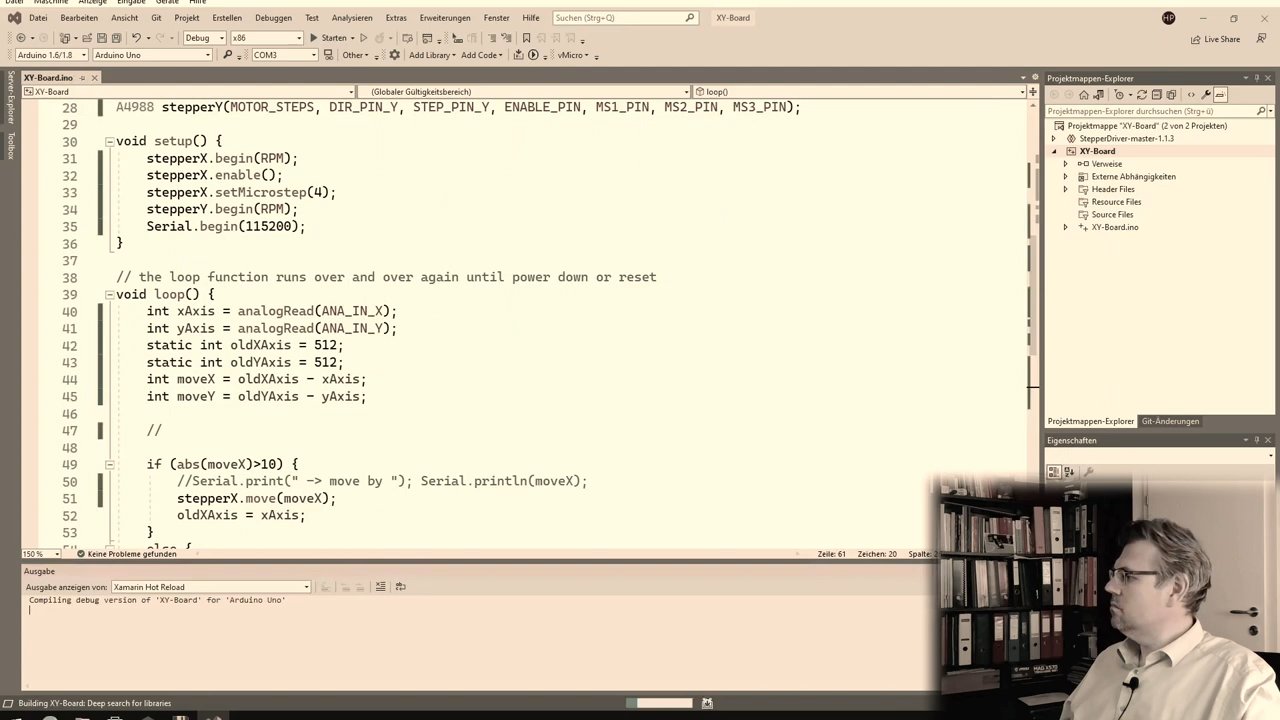 Datei Maschine Anzeige Eingabe Geräte Hilfe
Bearbeiten Ansicht Git Projekt Erstellen Debuggen Test Analysieren Extras Erweiterungen Fenster Hilfe Suchen (Strg+Q) XY-Board HP
Debug x86 Starten Live Share
Arduino 1.6/1.8 Arduino Uno COM3 Other Add Library Add Code vMicro
Server-Explorer
Toolbox
XY-Board.ino
XY-Board (Globaler Gültigkeitsbereich) loop()
28 A4988 stepperY(MOTOR_STEPS, DIR_PIN_Y, STEP_PIN_Y, ENABLE_PIN, MS1_PIN, MS2_PIN, MS3_PIN);
29
30 void setup() {
31 stepperX.begin(RPM);
32 stepperX.enable();
33 stepperX.setMicrostep(4);
34 stepperY.begin(RPM);
35 Serial.begin(115200);
36 }
37
38 // the loop function runs over and over again until power down or reset
39 void loop() {
40 int xAxis = analogRead(ANA_IN_X);
41 int yAxis = analogRead(ANA_IN_Y);
42 static int oldXAxis = 512;
43 static int oldYAxis = 512;
44 int moveX = oldXAxis - xAxis;
45 int moveY = oldYAxis - yAxis;
46
47 //
48
49 if (abs(moveX)>10) {
50 //Serial.print(" -> move by "); Serial.println(moveX);
51 stepperX.move(moveX);
52 oldXAxis = xAxis;
53 }
54 else {
150 % Keine Probleme gefunden Zeile: 61 Zeichen: 20
Ausgabe
Ausgabe anzeigen von: Xamarin Hot Reload
Compiling debug version of 'XY-Board' for 'Arduino Uno'
Building XY-Board: Deep search for libraries
Projektmappen-Explorer
Projektmappen-Explorer durchsuchen (Strg+ü)
Projektmappe "XY-Board" (2 von 2 Projekten)
StepperDriver-master-1.1.3
XY-Board
Verweise
Externe Abhängigkeiten
Header Files
Resource Files
Source Files
XY-Board.ino
Projektmappen-Explorer Git-Änderungen
Eigenschaften